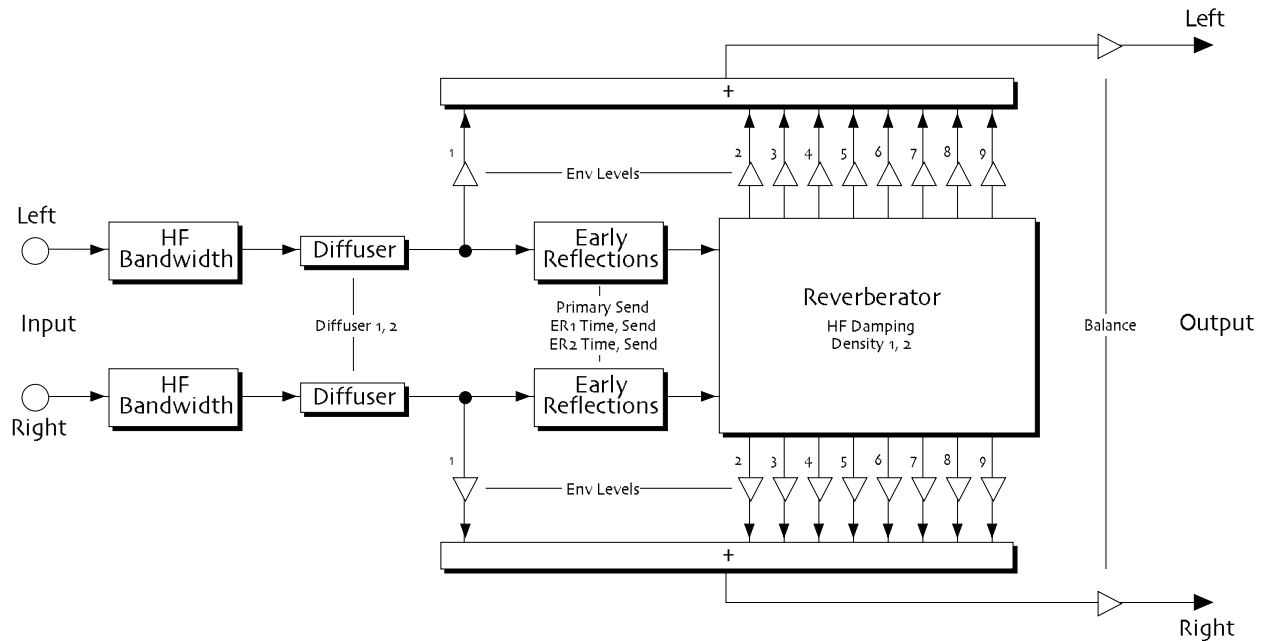 Left
+
1
2 3 4 5 6 7 8 9
Env Levels
Left
HF
Bandwidth
Diffuser
Early
Reflections
Reverberator
HF Damping
Density 1, 2
Input
Diffuser 1, 2
Primary Send
ER1 Time, Send
ER2 Time, Send
Balance
Output
HF
Bandwidth
Diffuser
Early
Reflections
Right
1
2 3 4 5 6 7 8 9
Env Levels
+
Right